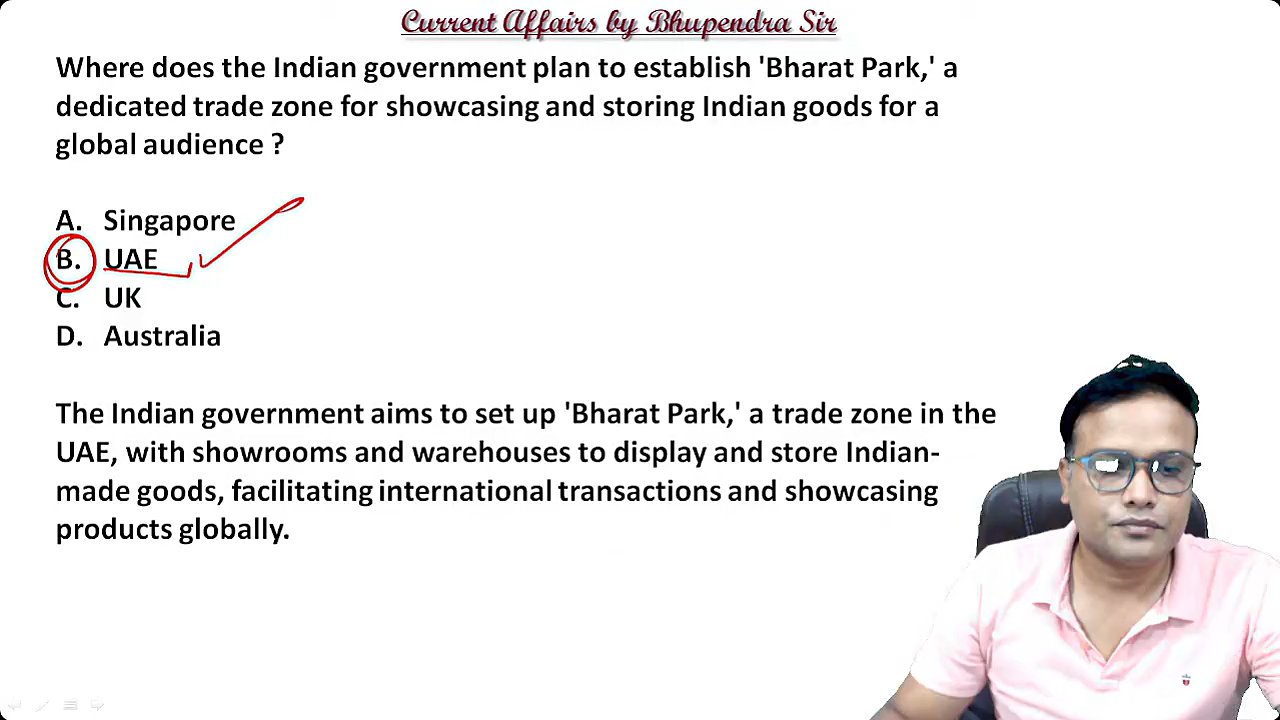 Current Affairs by Bhupendra Sir
Where does the Indian government plan to establish 'Bharat Park,' a
dedicated trade zone for showcasing and storing Indian goods for a
global audience ?
A. Singapore
B. UAE
C. UK
D. Australia
The Indian government aims to set up 'Bharat Park,' a trade zone in the
UAE, with showrooms and warehouses to display and store Indian-
made goods, facilitating international transactions and showcasing
products globally.